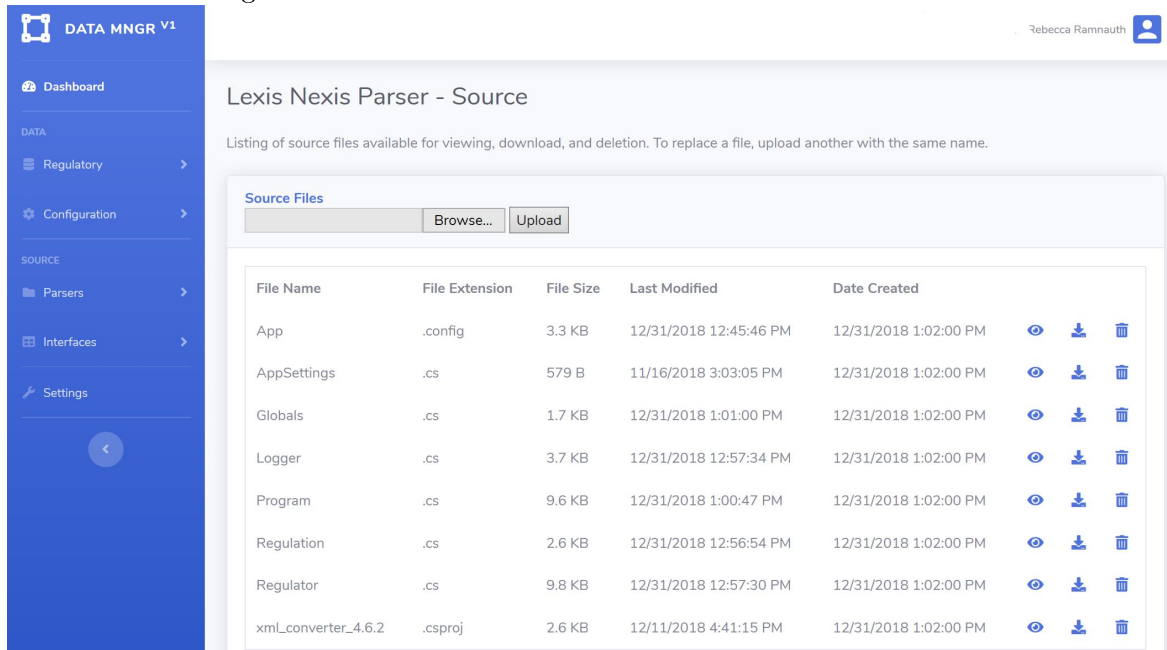 DATA MNGR V1
Rebecca Ramnauth
Dashboard
DATA
Regulatory
Configuration
SOURCE
Parsers
Interfaces
Settings
Lexis Nexis Parser - Source
Listing of source files available for viewing, download, and deletion. To replace a file, upload another with the same name.
Source Files
Browse... Upload
File Name File Extension File Size Last Modified Date Created
App .config 3.3 KB 12/31/2018 12:45:46 PM 12/31/2018 1:02:00 PM
AppSettings .cs 579 B 11/16/2018 3:03:05 PM 12/31/2018 1:02:00 PM
Globals .cs 1.7 KB 12/31/2018 1:01:00 PM 12/31/2018 1:02:00 PM
Logger .cs 3.7 KB 12/31/2018 12:57:34 PM 12/31/2018 1:02:00 PM
Program .cs 9.6 KB 12/31/2018 1:00:47 PM 12/31/2018 1:02:00 PM
Regulation .cs 2.6 KB 12/31/2018 12:56:54 PM 12/31/2018 1:02:00 PM
Regulator .cs 9.8 KB 12/31/2018 12:57:30 PM 12/31/2018 1:02:00 PM
xml_converter_4.6.2 .csproj 2.6 KB 12/11/2018 4:41:15 PM 12/31/2018 1:02:00 PM